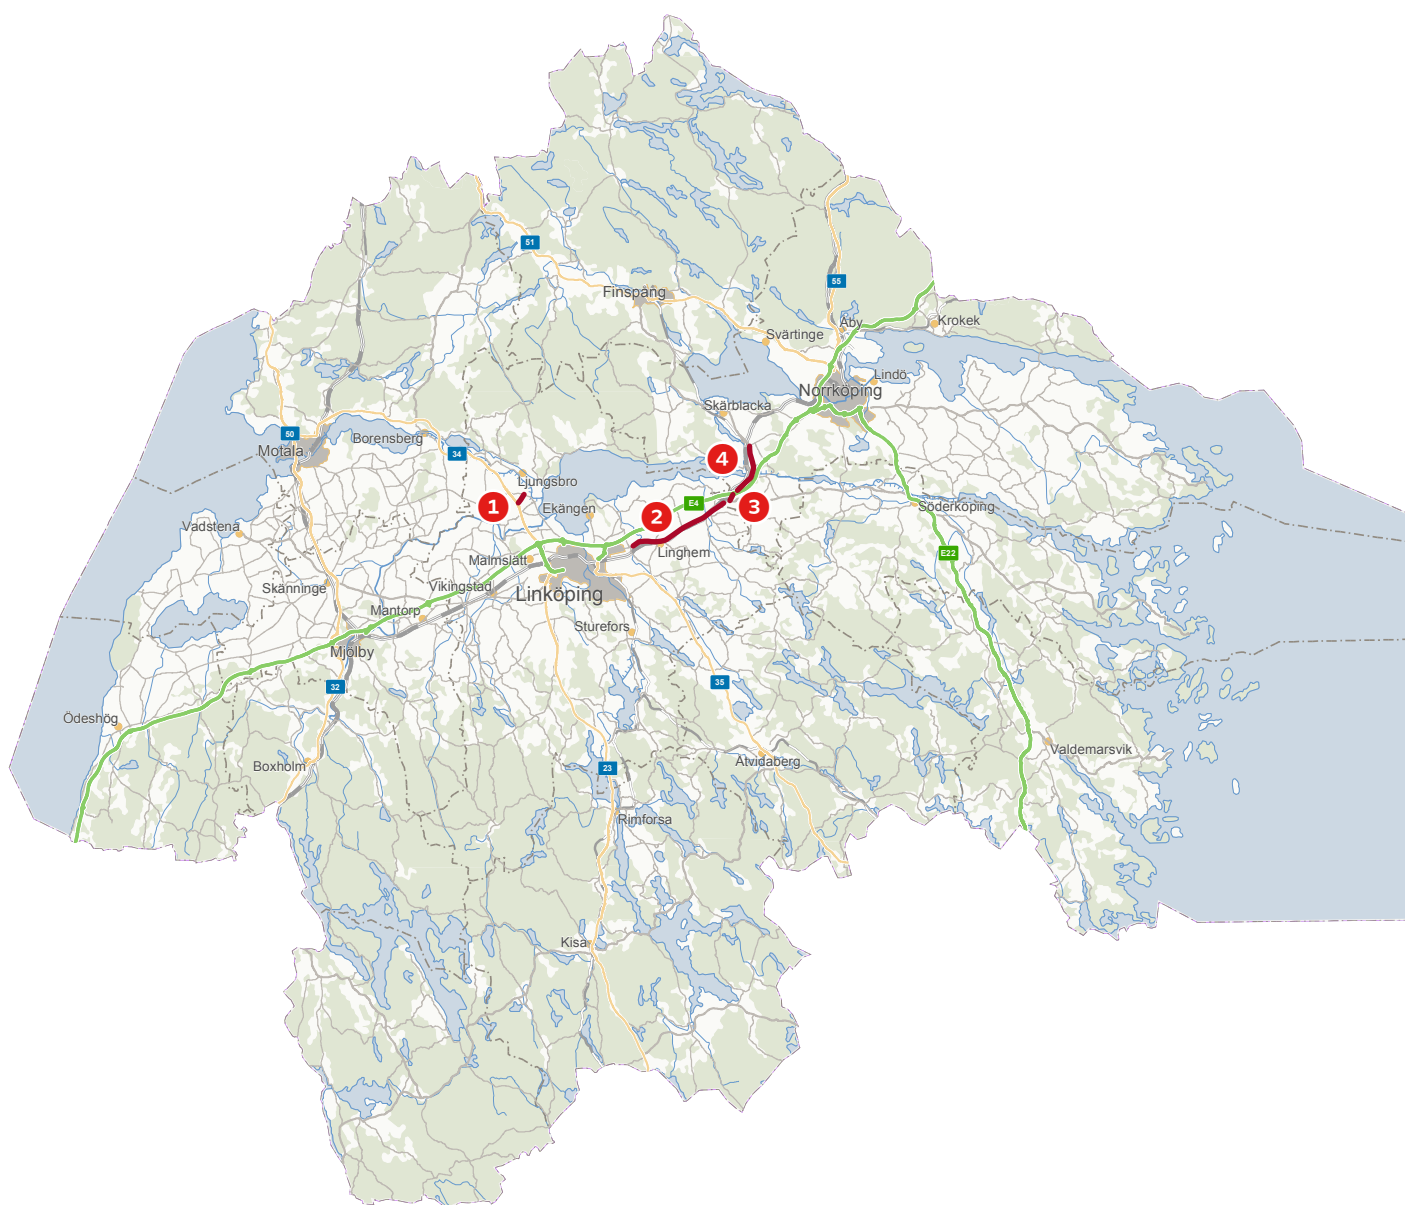 51
55
Finspång
Åby
Krokek
Svärtinge
Lindö
Norrköping
Skärblacka
50
Motala
Borensberg
34
4
Ljungsbro
1
Ekängen
2
E4
3
Söderköping
Vadstena
Linghem
E22
Malmslätt
Skänninge
Vikingstad
Linköping
Mantorp
Sturefors
Mjölby
32
35
Ödeshög
Boxholm
23
Åtvidaberg
Valdemarsvik
Rimforsa
Kisa